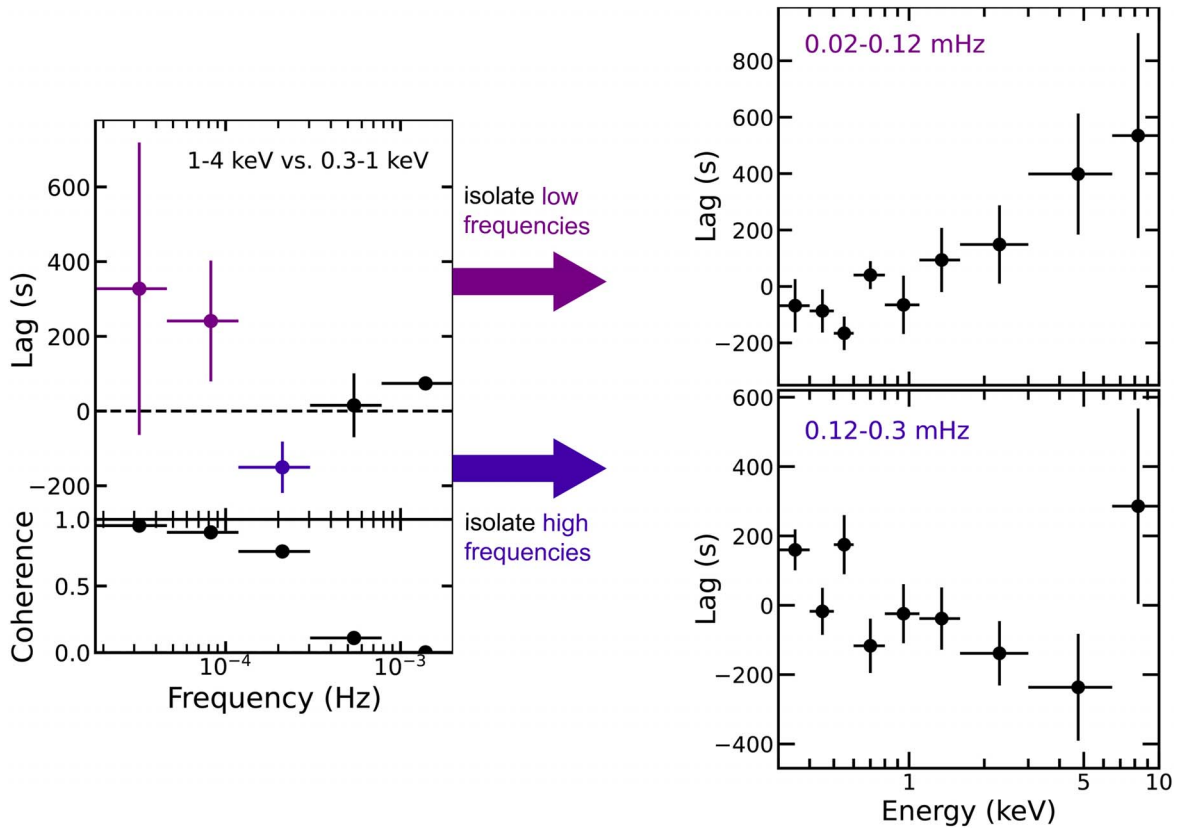 1-4 keV vs. 0.3-1 keV
600
400
200
0
−200
Lag (s)
1.0
0.5
0.0
Coherence
10⁻⁴
10⁻³
Frequency (Hz)
isolate low
frequencies
isolate high
frequencies
0.02-0.12 mHz
800
600
400
200
0
−200
Lag (s)
0.12-0.3 mHz
600
400
200
0
−200
−400
Lag (s)
1
5
10
Energy (keV)